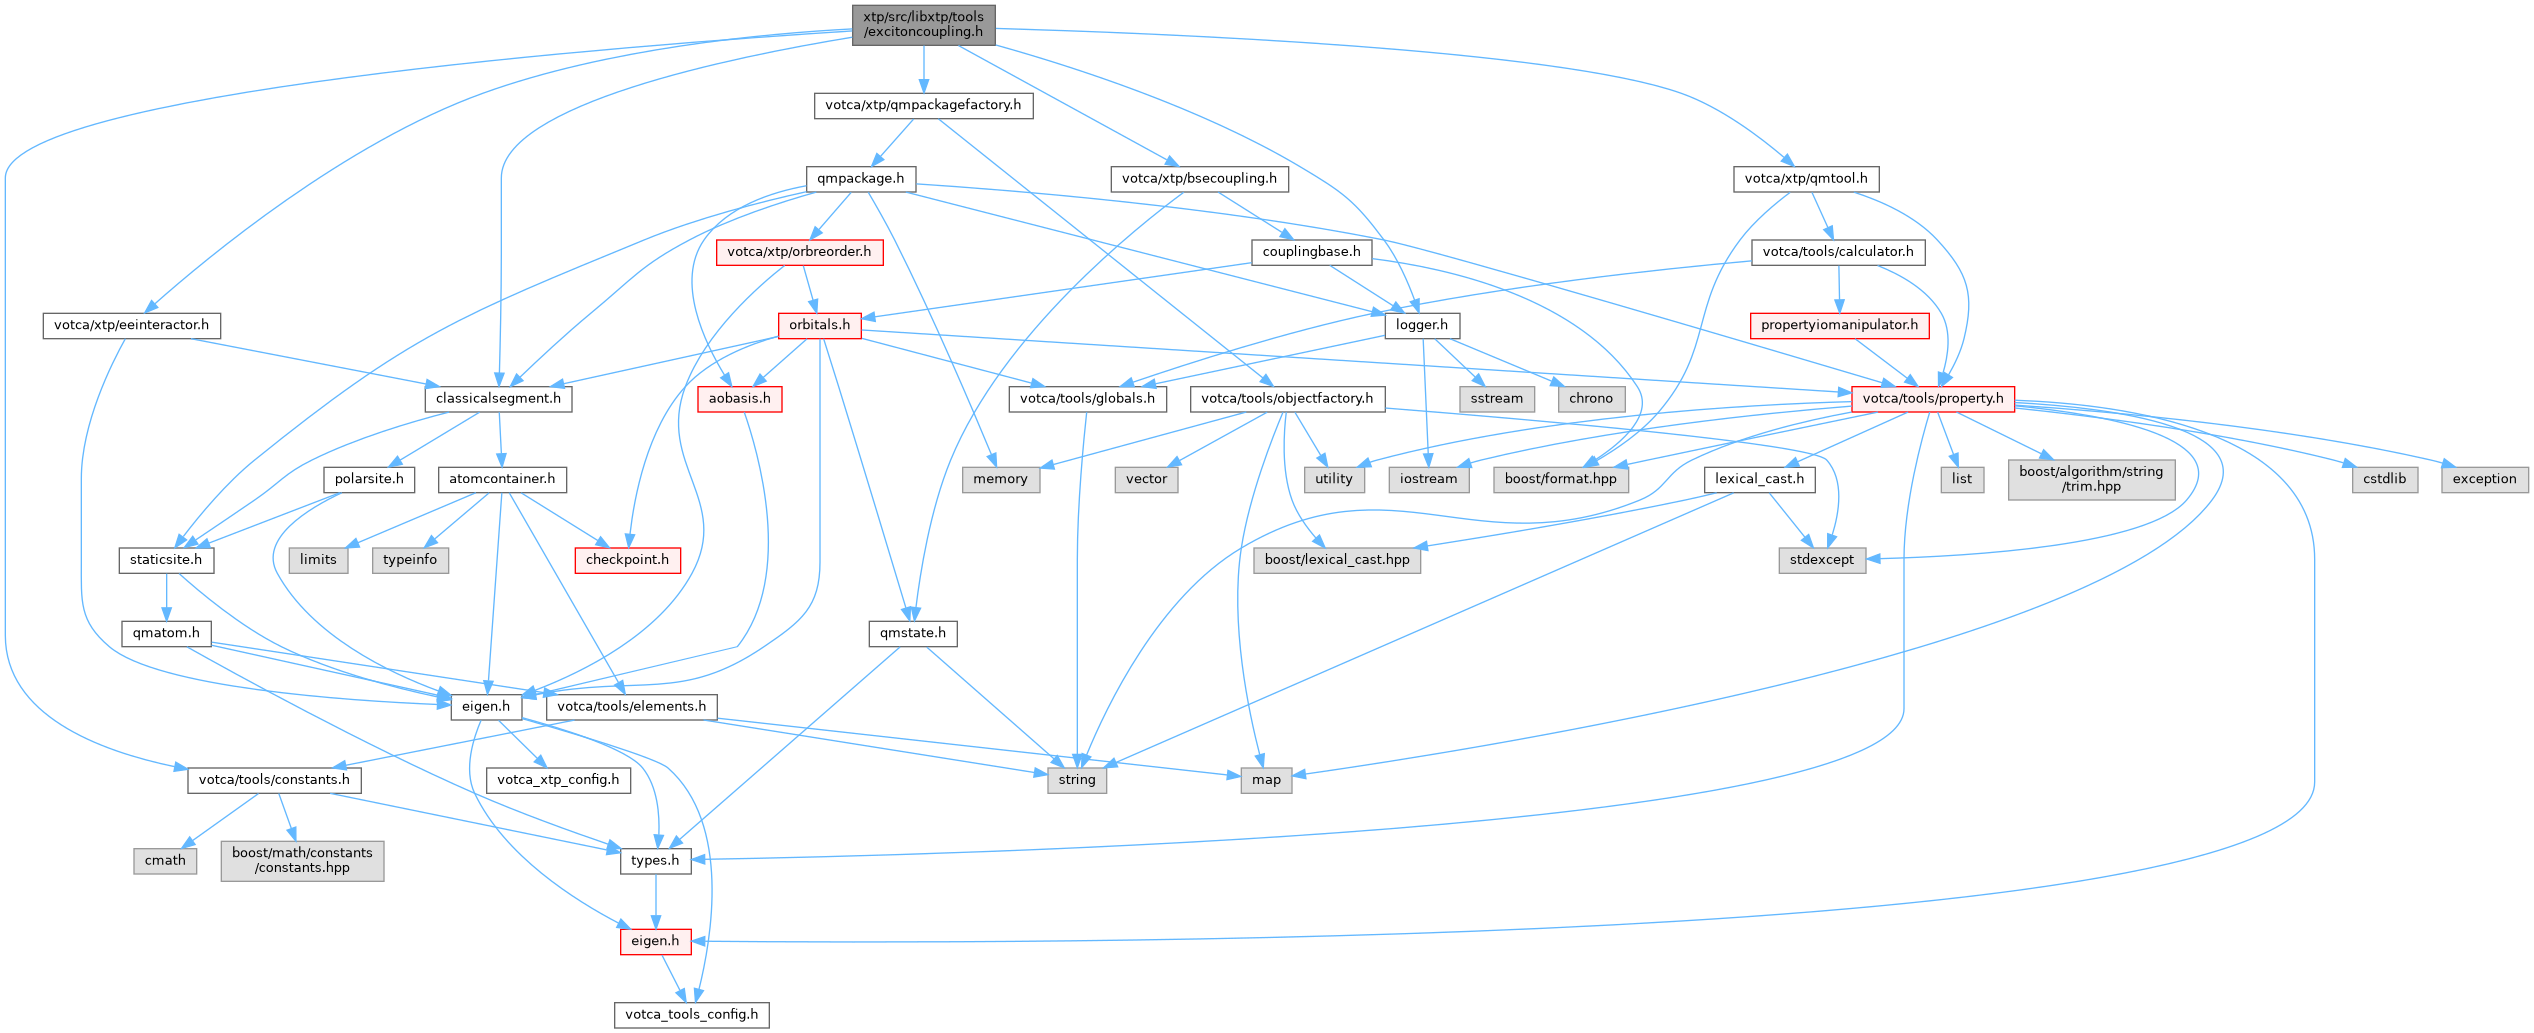 xtp/src/libxtp/tools
/excitoncoupling.h
votca/xtp/qmpackagefactory.h
qmpackage.h
votca/xtp/bsecoupling.h
votca/xtp/qmtool.h
votca/xtp/orbreorder.h
couplingbase.h
votca/tools/calculator.h
votca/xtp/eeinteractor.h
orbitals.h
logger.h
propertyiomanipulator.h
classicalsegment.h
aobasis.h
votca/tools/globals.h
votca/tools/objectfactory.h
sstream
chrono
votca/tools/property.h
polarsite.h
atomcontainer.h
memory
vector
utility
iostream
boost/format.hpp
lexical_cast.h
list
boost/algorithm/string
/trim.hpp
cstdlib
exception
staticsite.h
limits
typeinfo
checkpoint.h
boost/lexical_cast.hpp
stdexcept
qmatom.h
qmstate.h
eigen.h
votca/tools/elements.h
votca/tools/constants.h
votca_xtp_config.h
string
map
cmath
boost/math/constants
/constants.hpp
types.h
eigen.h
votca_tools_config.h